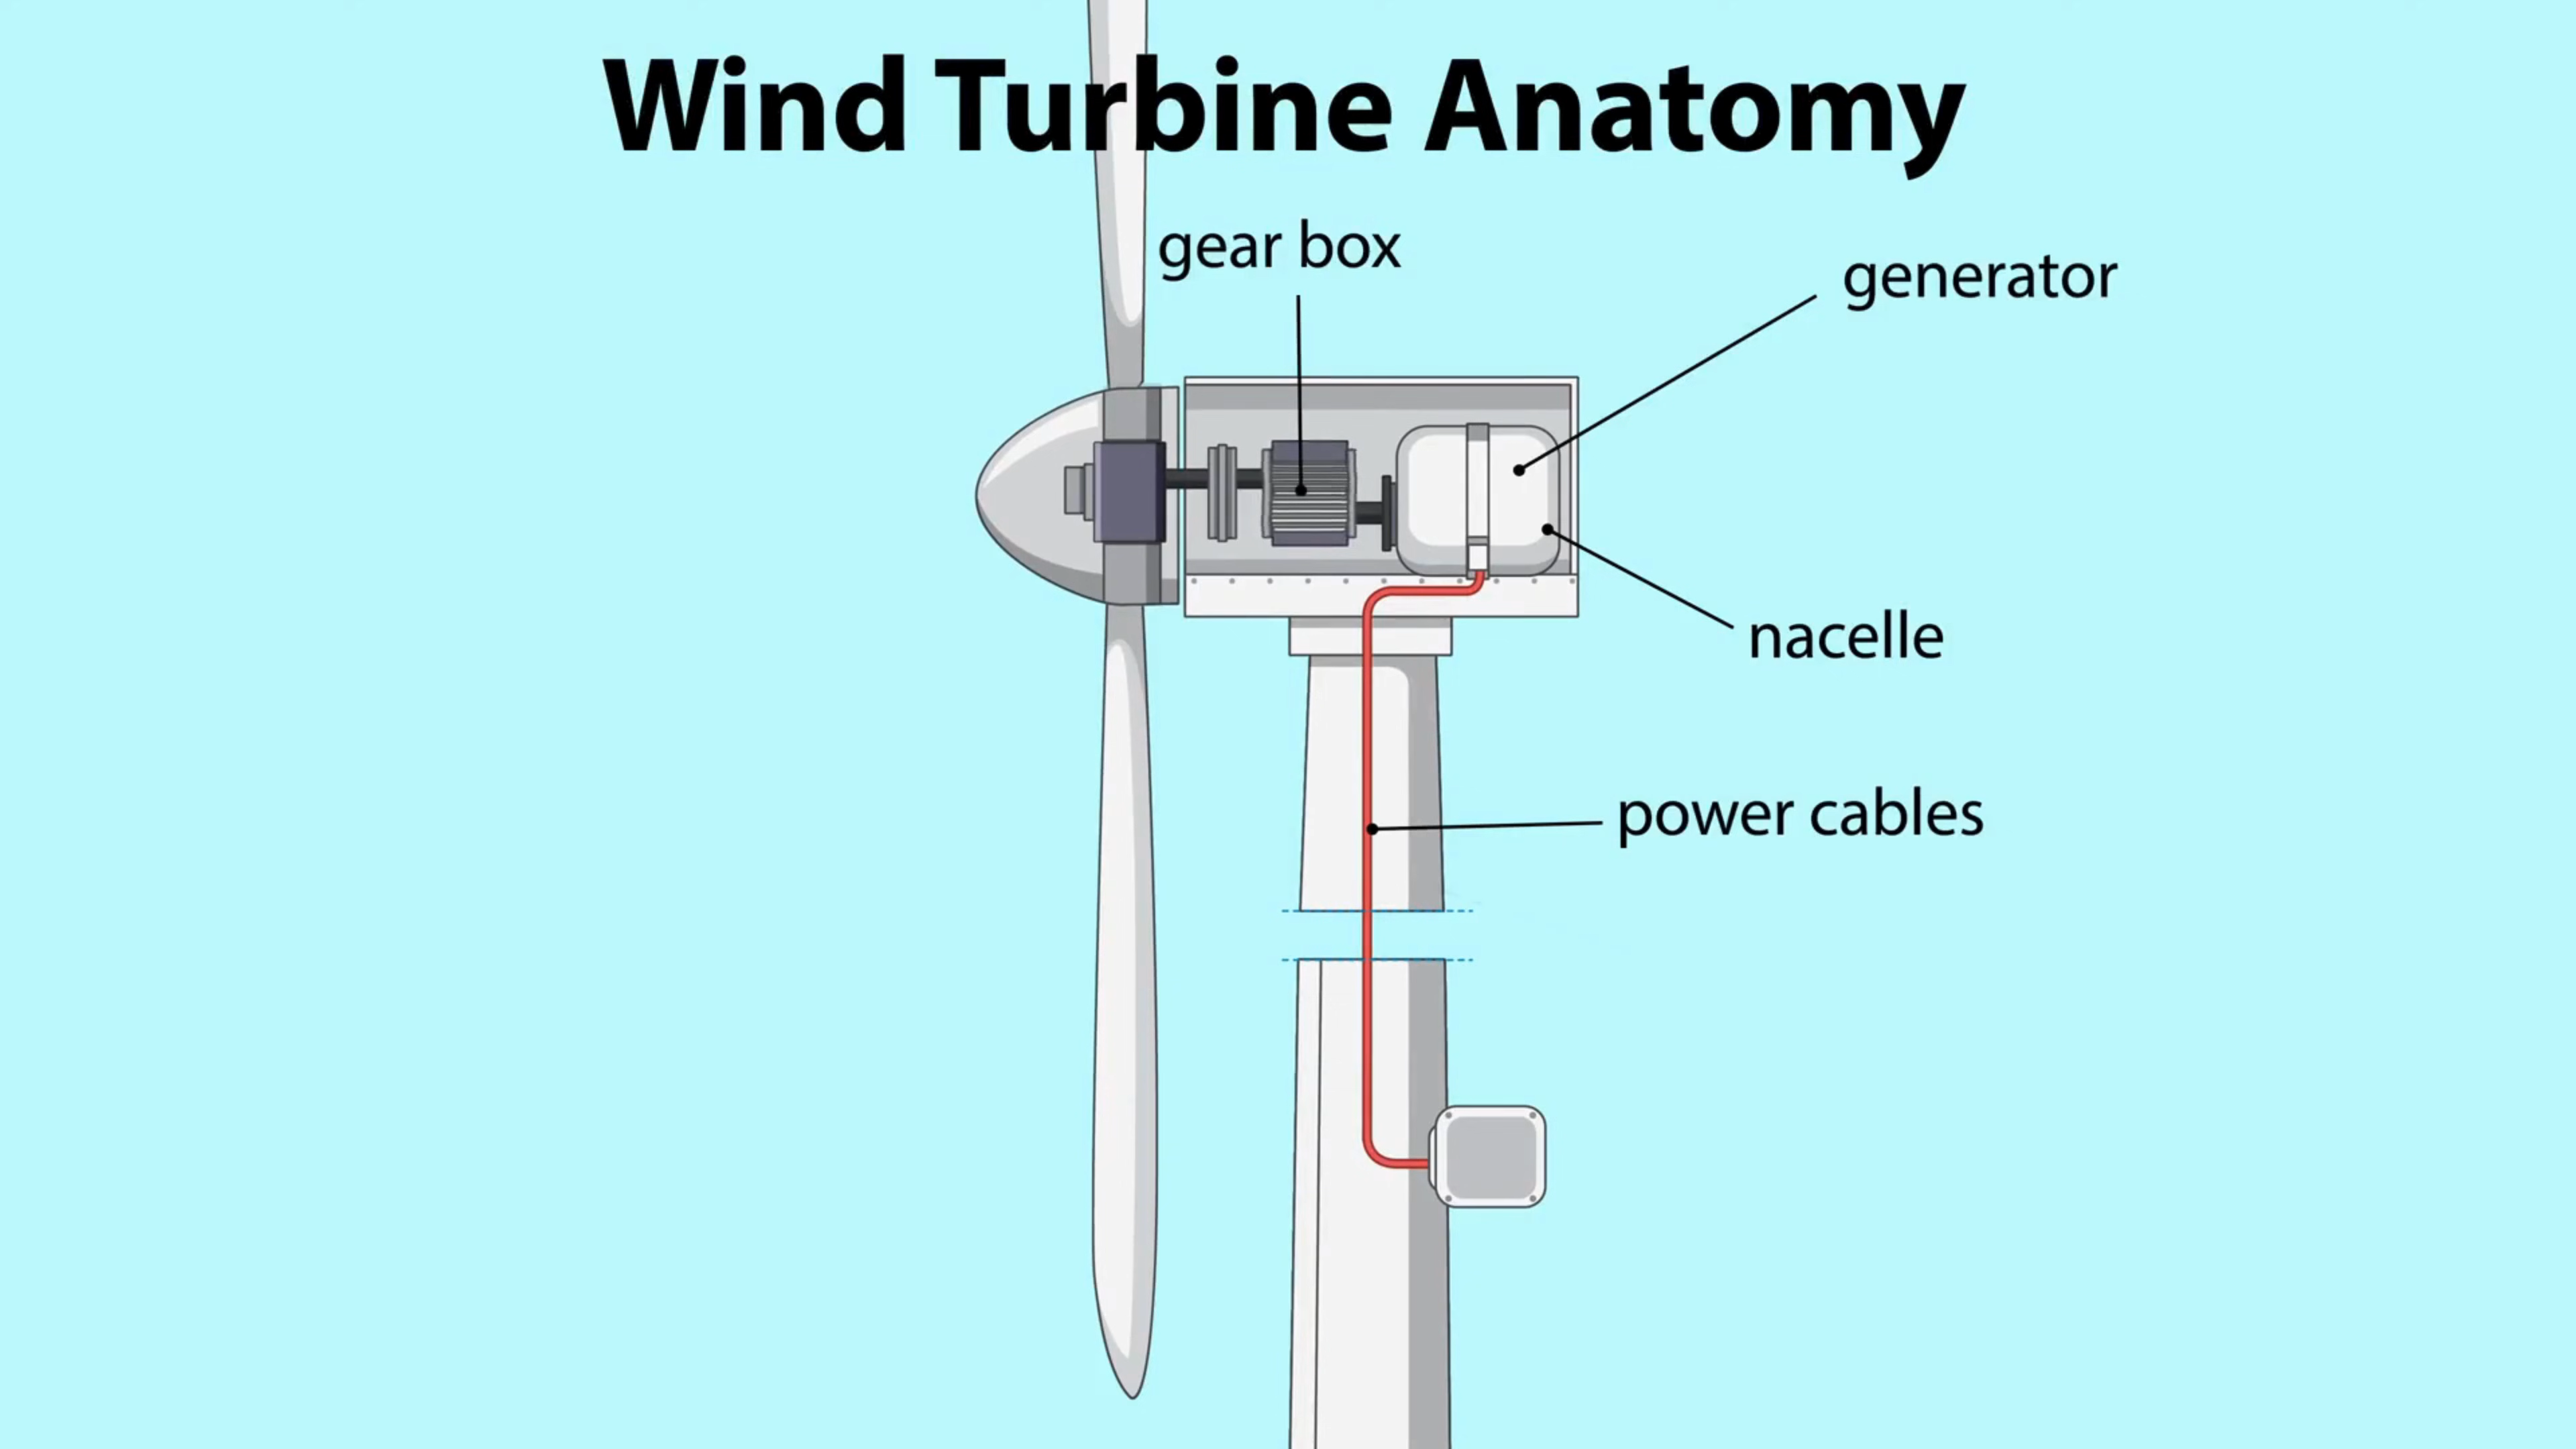 Wind Turbine Anatomy
gear box
generator
nacelle
power cables